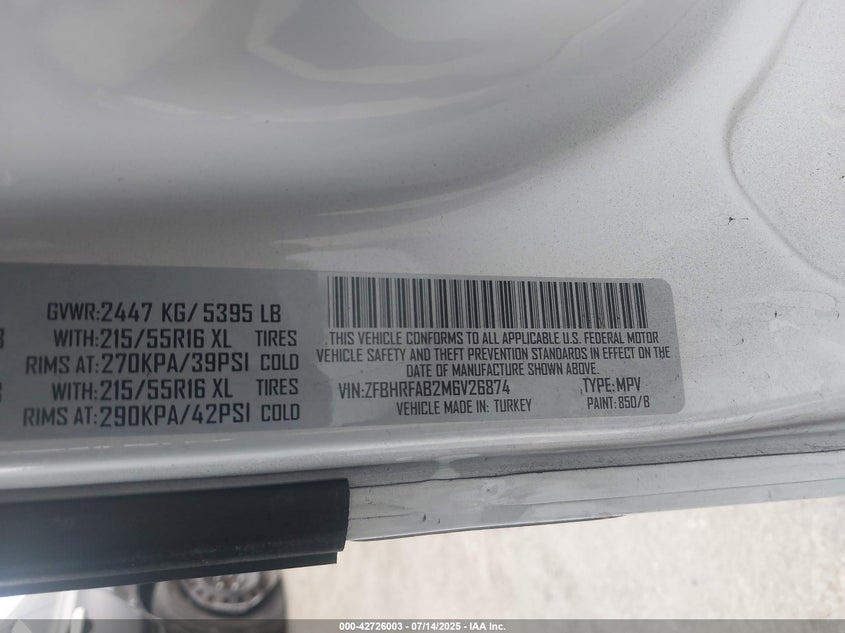 GVWR:2447 KG/ 5395 LB
WITH:215/55R16 XL TIRES
RIMS AT:270KPA/39PSI COLD
WITH:215/55R16 XL TIRES
RIMS AT:290KPA/42PSI COLD
THIS VEHICLE CONFORMS TO ALL APPLICABLE U.S. FEDERAL MOTOR
VEHICLE SAFETY AND THEFT PREVENTION STANDARDS IN EFFECT ON THE
DATE OF MANUFACTURE SHOWN ABOVE.
VIN:ZFBHRFAB2M6V26874 TYPE:MPV
VEHICLE MADE IN: TURKEY PAINT: 850/B
000-42726003 - 07/14/2025 - IAA Inc.